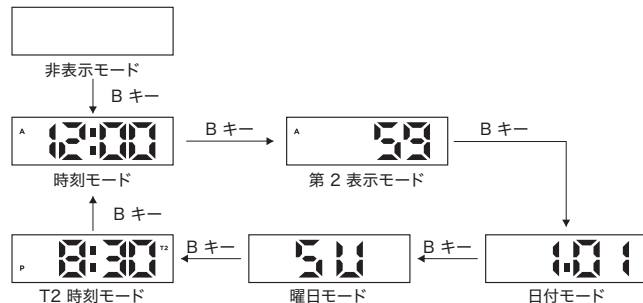 非表示モード
B キー
A 12:00
B キー
A 59
B キー
時刻モード
第 2 表示モード
B キー
P 8:30 T2
B キー
SU
B キー
1.01
T2 時刻モード
曜日モード
日付モード